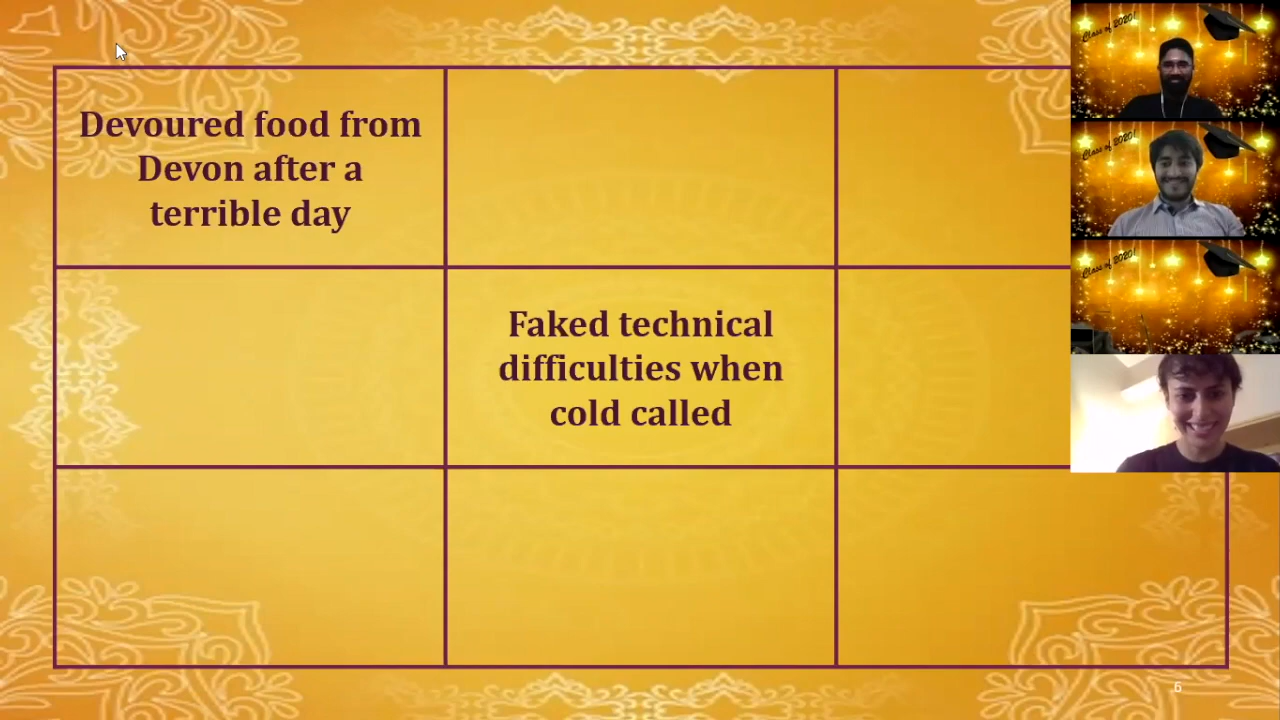 Devoured food from
Devon after a
terrible day
Faked technical
difficulties when
cold called
Class of 2020!
Class of 2020!
Class of 2020!
6